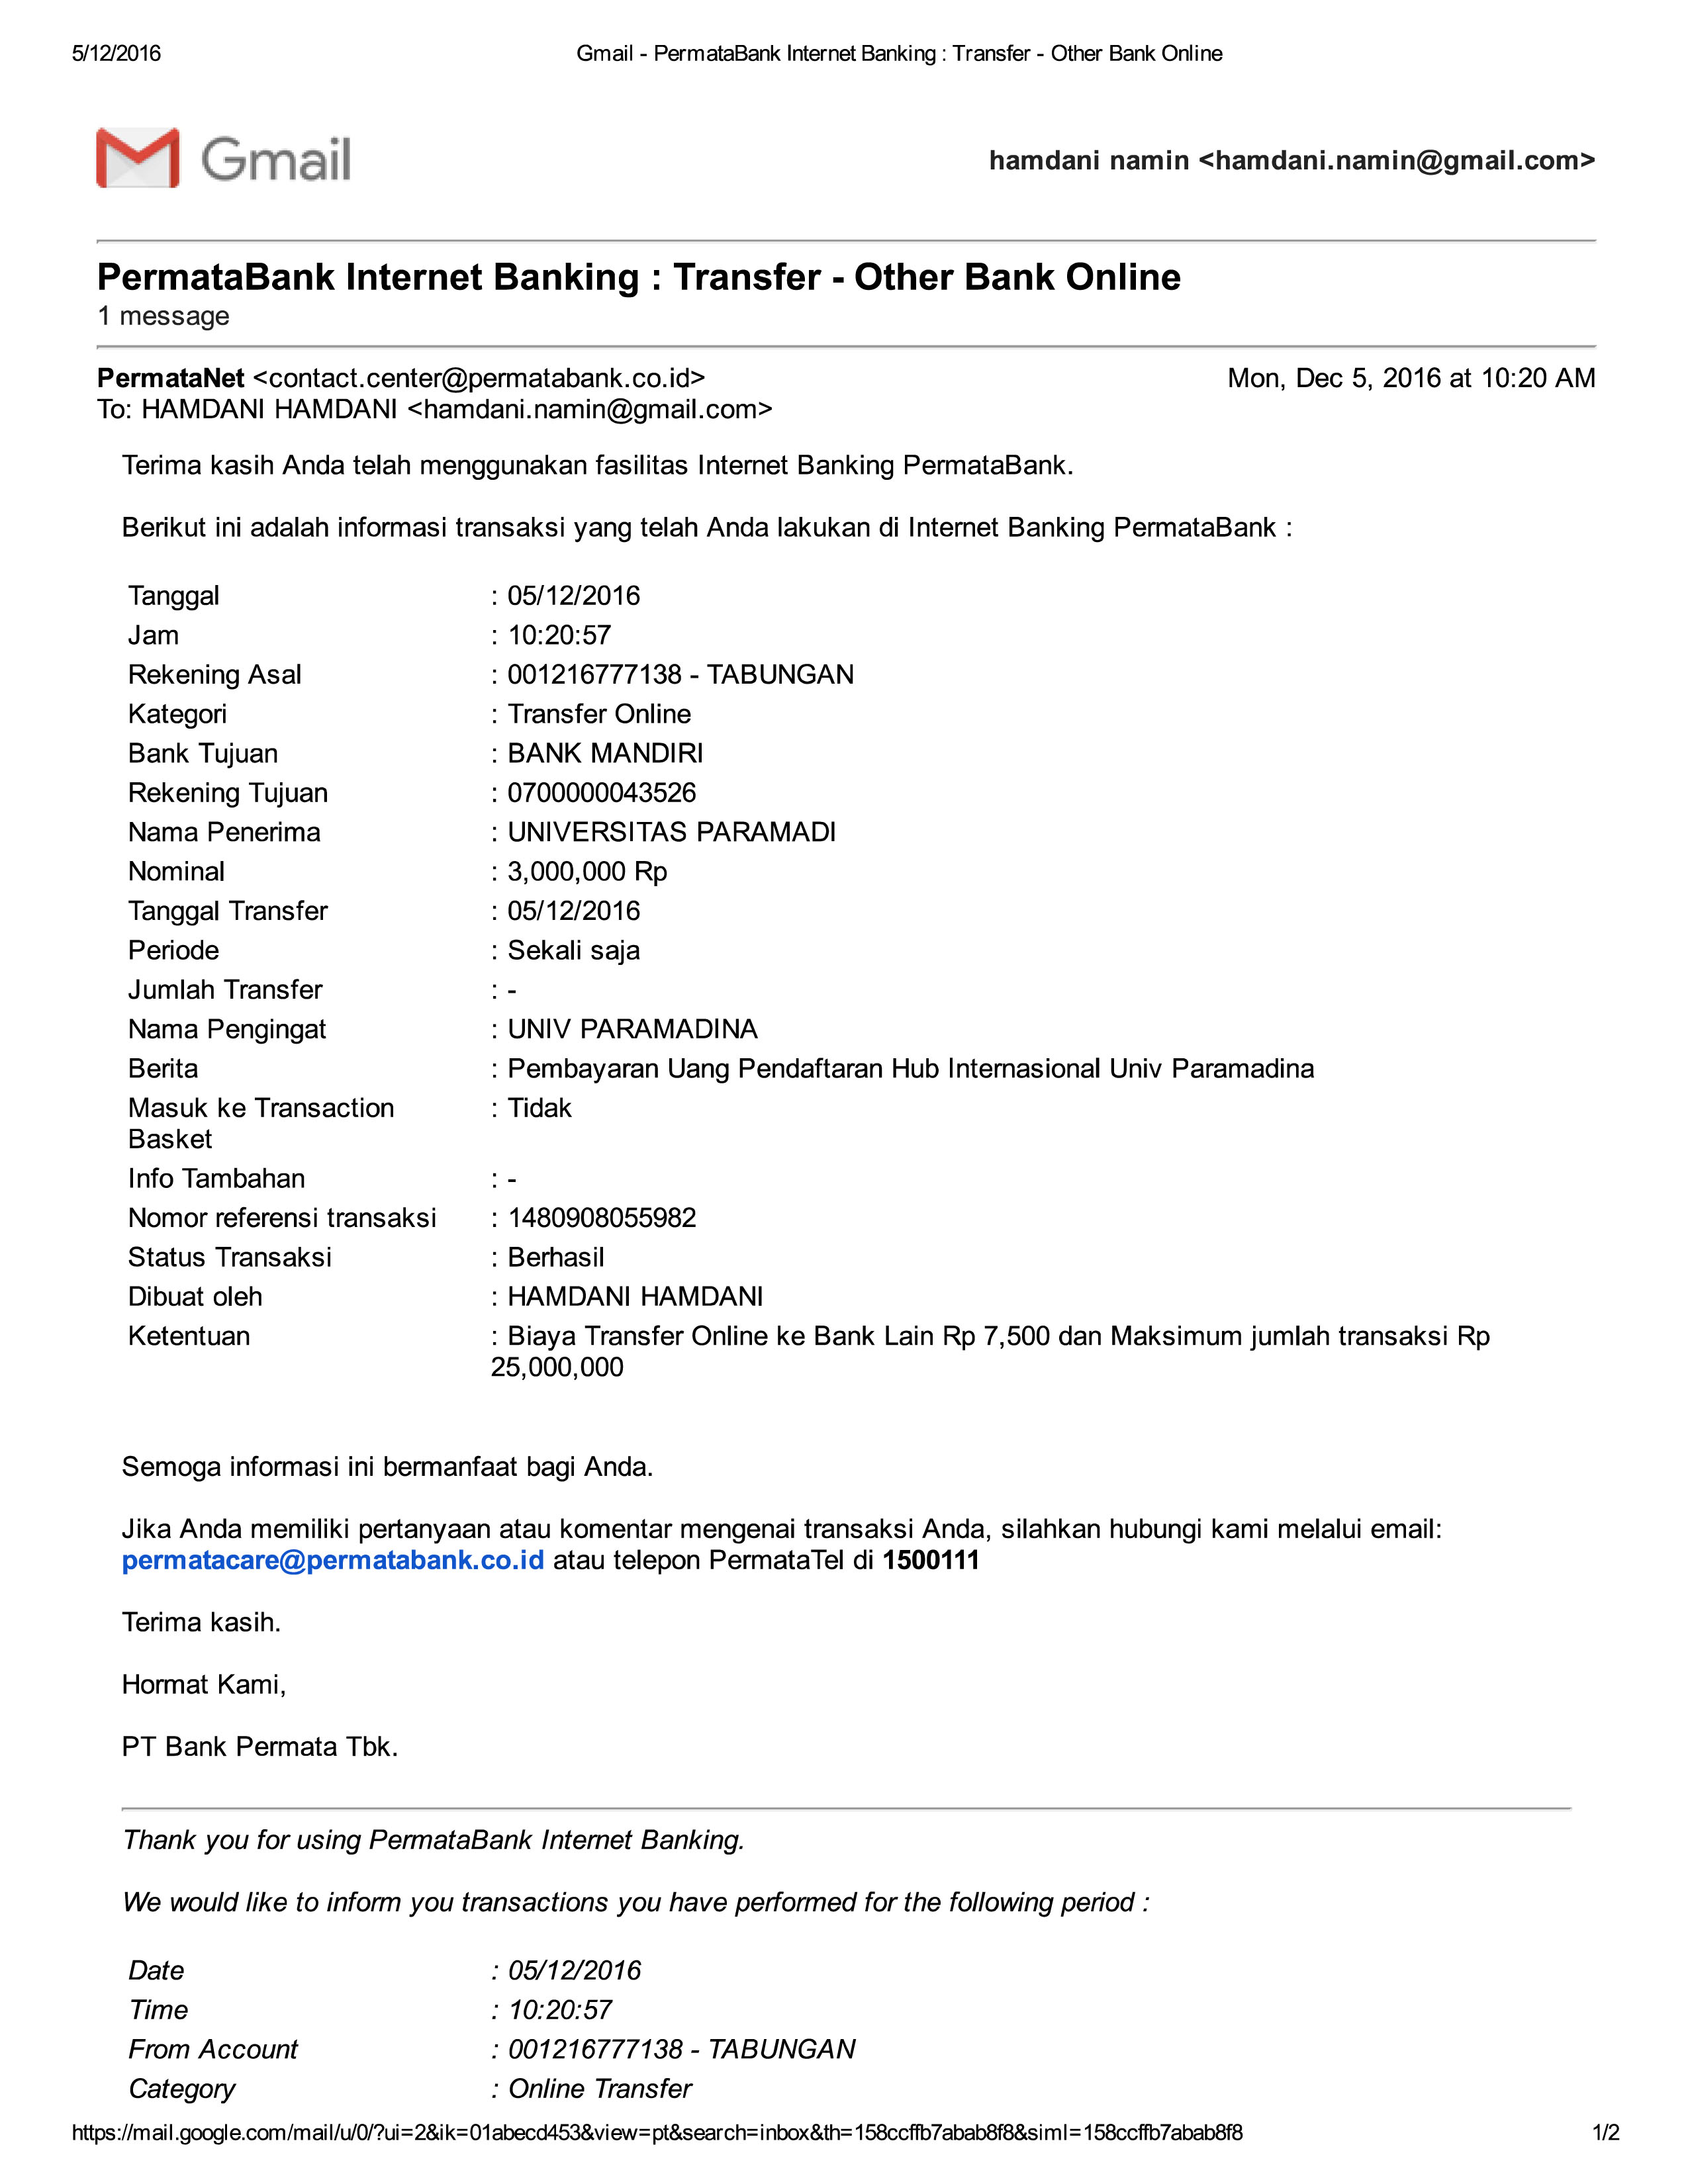 5/12/2016 Gmail - PermataBank Internet Banking : Transfer - Other Bank Online
Gmail hamdani namin <hamdani.namin@gmail.com>
PermataBank Internet Banking : Transfer - Other Bank Online
1 message
PermataNet <contact.center@permatabank.co.id> Mon, Dec 5, 2016 at 10:20 AM
To: HAMDANI HAMDANI <hamdani.namin@gmail.com>
Terima kasih Anda telah menggunakan fasilitas Internet Banking PermataBank.
Berikut ini adalah informasi transaksi yang telah Anda lakukan di Internet Banking PermataBank :
Tanggal : 05/12/2016
Jam : 10:20:57
Rekening Asal : 001216777138 - TABUNGAN
Kategori : Transfer Online
Bank Tujuan : BANK MANDIRI
Rekening Tujuan : 0700000043526
Nama Penerima : UNIVERSITAS PARAMADI
Nominal : 3,000,000 Rp
Tanggal Transfer : 05/12/2016
Periode : Sekali saja
Jumlah Transfer : -
Nama Pengingat : UNIV PARAMADINA
Berita : Pembayaran Uang Pendaftaran Hub Internasional Univ Paramadina
Masuk ke Transaction : Tidak
Basket
Info Tambahan : -
Nomor referensi transaksi : 1480908055982
Status Transaksi : Berhasil
Dibuat oleh : HAMDANI HAMDANI
Ketentuan : Biaya Transfer Online ke Bank Lain Rp 7,500 dan Maksimum jumlah transaksi Rp
25,000,000
Semoga informasi ini bermanfaat bagi Anda.
Jika Anda memiliki pertanyaan atau komentar mengenai transaksi Anda, silahkan hubungi kami melalui email:
permatacare@permatabank.co.id atau telepon PermataTel di 1500111
Terima kasih.
Hormat Kami,
PT Bank Permata Tbk.
Thank you for using PermataBank Internet Banking.
We would like to inform you transactions you have performed for the following period :
Date : 05/12/2016
Time : 10:20:57
From Account : 001216777138 - TABUNGAN
Category : Online Transfer
https://mail.google.com/mail/u/0/?ui=2&ik=01abecd453&view=pt&search=inbox&th=158ccffb7abab8f8&siml=158ccffb7abab8f8 1/2